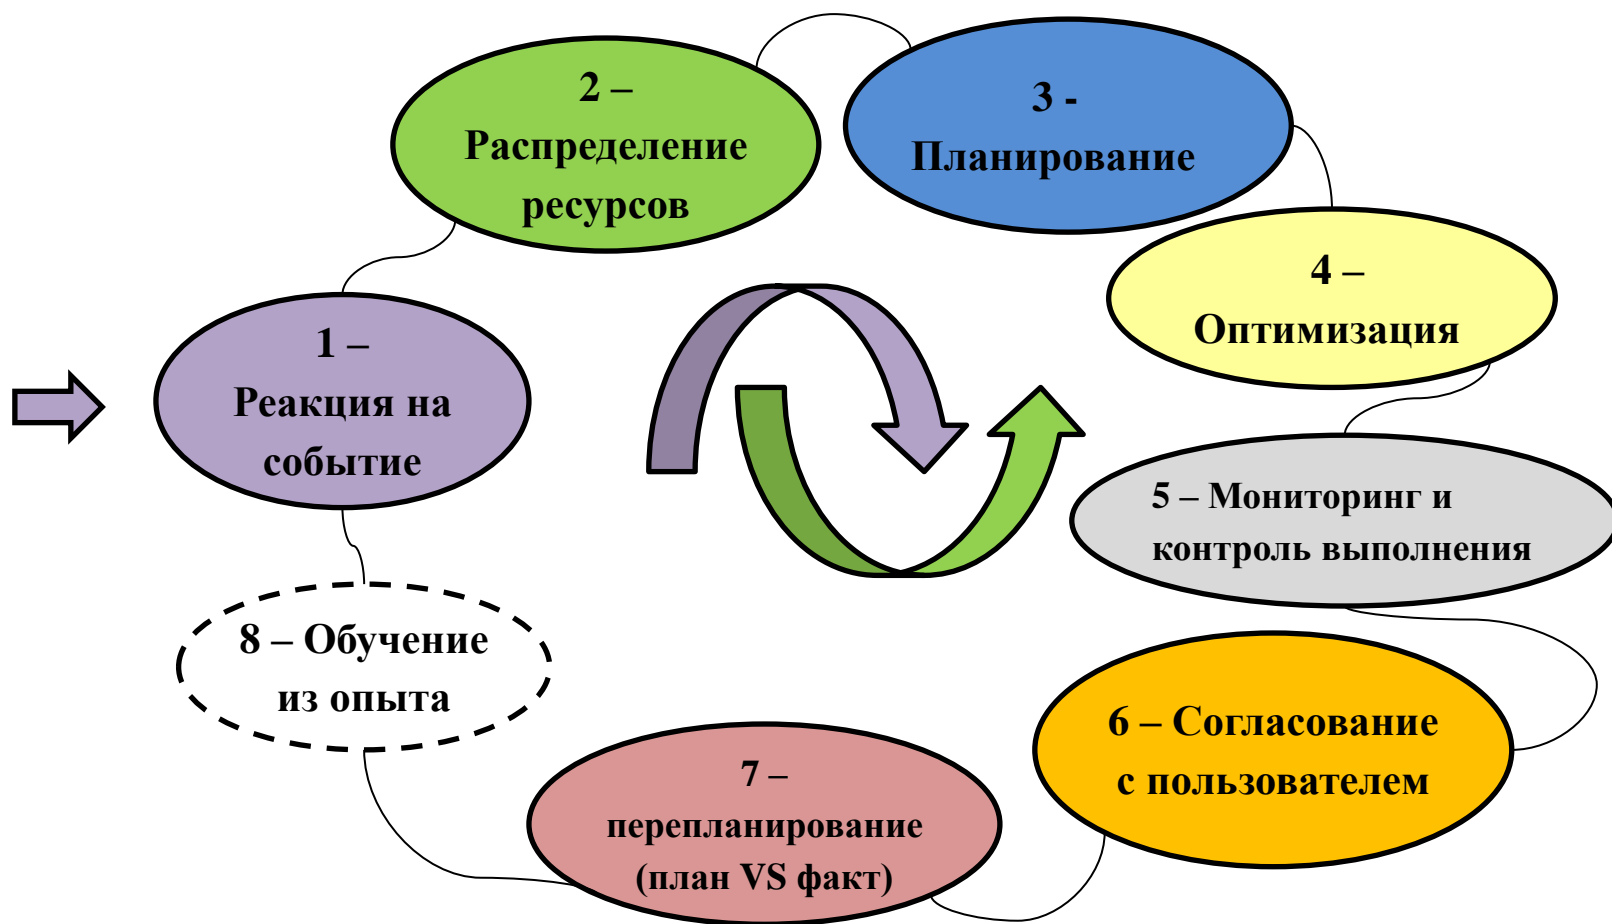 1 –
Реакция на
событие
2 –
Распределение
ресурсов
3 -
Планирование
4 –
Оптимизация
5 – Мониторинг и
контроль выполнения
6 – Согласование
с пользователем
7 –
перепланирование
(план VS факт)
8 – Обучение
из опыта